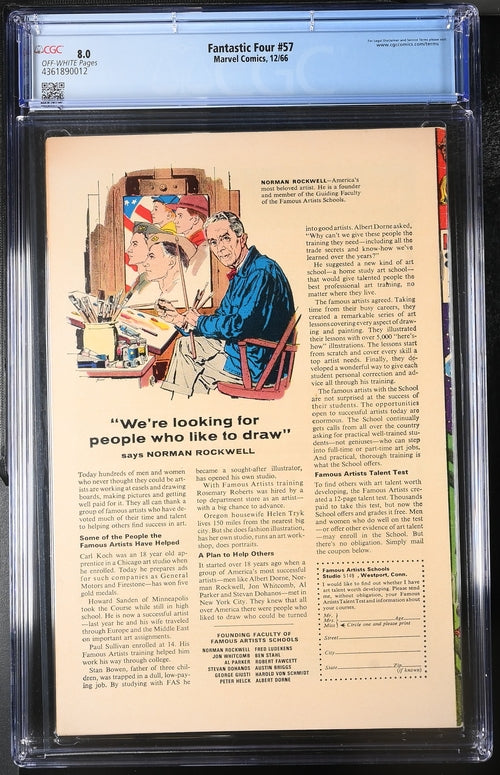 CGC 8.0
OFF-WHITE Pages
4361890012
Fantastic Four #57
Marvel Comics, 12/66
www.cgccomics.com/terms
NORMAN ROCKWELL—America's
most beloved artist. He is a founder
and member of the Guiding Faculty
of the Famous Artists Schools.
"We're looking for
people who like to draw"
says NORMAN ROCKWELL
Today hundreds of men and women
who never thought they could be art-
ists are working at easels and drawing
boards, making pictures and getting
well paid for it. They all can thank a
group of famous artists who have de-
voted much of their time and talent
to helping others find success in art.
Some of the People the
Famous Artists Have Helped
Carl Koch was an 18 year old ap-
prentice in a Chicago art studio when
he enrolled. Today he prepares ads
for such companies as General
Motors and Firestone—has won five
gold medals.
Howard Sanden of Minneapolis
took the Course while still in high
school. He is now a successful artist
—last year he and his wife traveled
through Europe and the Middle East
on important art assignments.
Paul Sullivan enrolled at 14. His
Famous Artists training helped him
work his way through college.
Stan Bowen, father of three chil-
dren, was trapped in a dull, low-pay-
ing job. By studying with FAS he
became a sought-after illustrator,
has opened his own studio.
With Famous Artists training
Rosemary Roberts was hired by a
top department store as an artist—
with a big chance to advance.
Housewife Helen Tryk
lives 150 miles from the nearest big
city. But she does fashion illustration,
has her own studio, runs an art work-
shop, does portraits.
A Plan to Help Others
It started over 18 years ago when a
group of America's most successful
artists—men like Albert Dorne, Nor-
man Rockwell, Jon Whitcomb, Al
Parker and Stevan Dohanos—met in
New York City. They knew that all
over America there were people who
liked to draw who could be turned
into good artists. Albert Dorne asked,
"Why can't we give these people the
training they need—including all the
trade secrets and know-how we've
learned over the years?"
He suggested a new kind of art
school—a home study art school—
that would give talented people the
best professional art training, no
matter where they live.
The famous artists agreed. Taking
time from their busy careers, they
created a remarkable series of art
lessons covering every aspect of draw-
ing and painting. They illustrated
their lessons with over 5,000 "here's-
how" illustrations. The lessons start
from scratch and cover every skill a
top artist needs. Finally, they de-
veloped a wonderful way to give each
student personal correction and ad-
vice all through his training.
The famous artists with the School
are not surprised at the success of
their students. The opportunities
open to successful artists today are
enormous. The School continually
gets calls from all over the country
asking for practical well-trained stu-
dents—not geniuses—who can step
into full-time or part-time art jobs.
And practical, thorough training is
what the School offers.
Famous Artists Talent Test
To find others with art talent worth
developing, the Famous Artists cre-
ated a 12-page talent test. Thousands
paid to take this test, but now the
School offers and grades it free. Men
and women who do well on the test
—or offer other evidence of art talent
—may enroll in the School. But
there's no obligation. Simply mail
the coupon below.
FOUNDING FACULTY OF
FAMOUS ARTISTS SCHOOLS
NORMAN ROCKWELL FRED LUDEKENS
JON WHITCOMB BEN STAHL
AL PARKER ROBERT FAWCETT
STEVAN DOHANOS AUSTIN BRIGGS
GEORGE GIUSTI HAROLD VON SCHMIDT
PETER HELCK ALBERT DORNE
Famous Artists Schools
Studio 5145, Westport, Conn.
I would like to find out whether I have
art talent worth developing. Please send
me, without obligation, your Famous
Artists Talent Test and information about
your courses.
Mr.
Mrs. Age
Miss Circle one and please print
Street
City
State Zip
(if known)